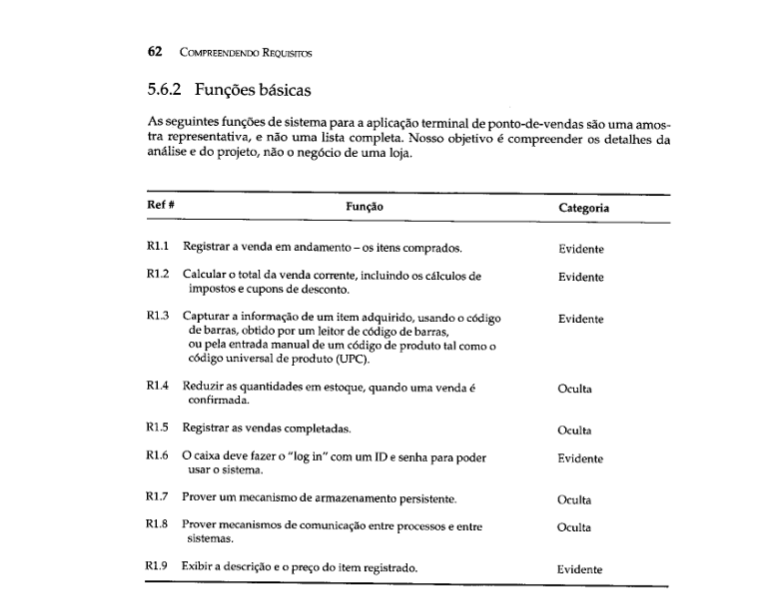 62 COMPREENDENDO REQUISITOS
5.6.2 Funções básicas
As seguintes funções de sistema para a aplicação terminal de ponto-de-vendas são uma amos-
tra representativa, e não uma lista completa. Nosso objetivo é compreender os detalhes da
análise e do projeto, não o negócio de uma loja.
Ref # Função Categoria
R1.1 Registrar a venda em andamento – os itens comprados. Evidente
R1.2 Calcular o total da venda corrente, incluindo os cálculos de Evidente
impostos e cupons de desconto.
R1.3 Capturar a informação de um item adquirido, usando o código Evidente
de barras, obtido por um leitor de código de barras,
ou pela entrada manual de um código de produto tal como o
código universal de produto (UPC).
R1.4 Reduzir as quantidades em estoque, quando uma venda é Oculta
confirmada.
R1.5 Registrar as vendas completadas. Oculta
R1.6 O caixa deve fazer o "log in" com um ID e senha para poder Evidente
usar o sistema.
R1.7 Prover um mecanismo de armazenamento persistente. Oculta
R1.8 Prover mecanismos de comunicação entre processos e entre Oculta
sistemas.
R1.9 Exibir a descrição e o preço do item registrado. Evidente